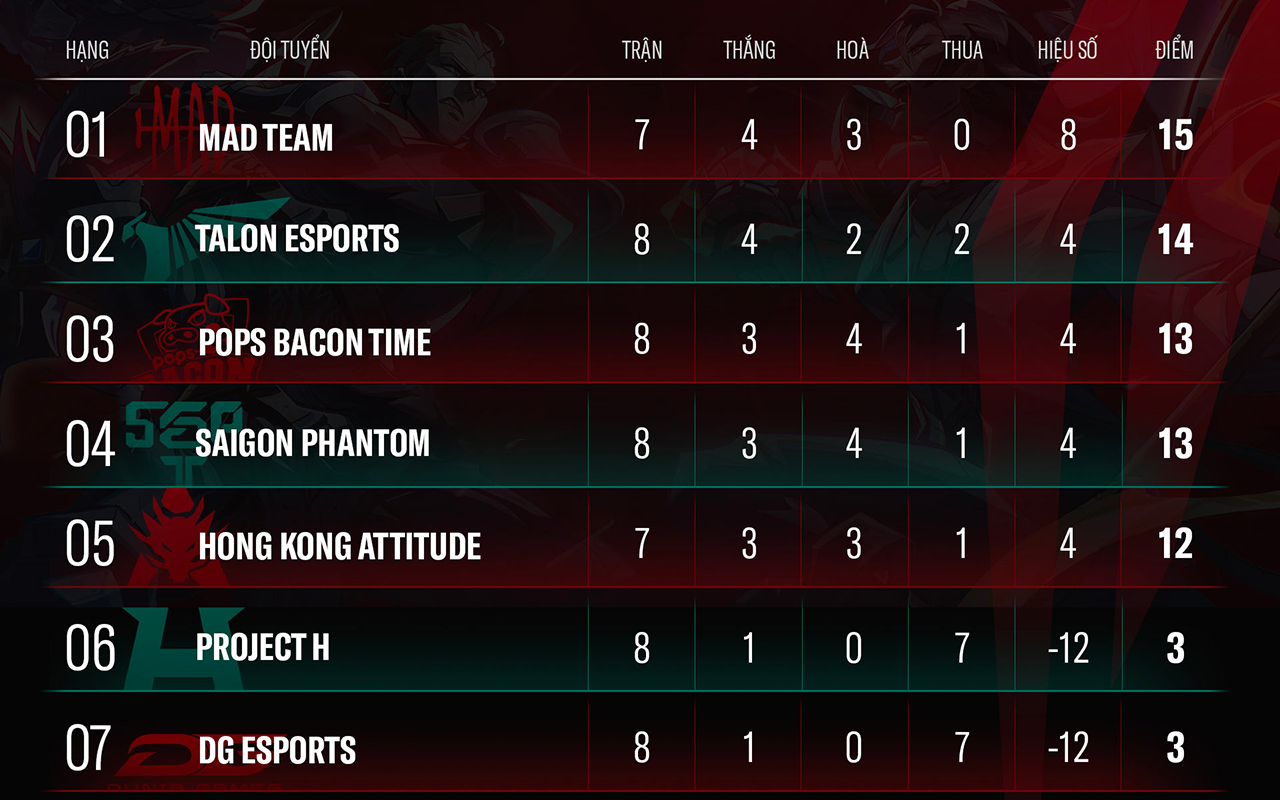 HẠNG ĐỘI TUYỂN TRẬN THẮNG HOÀ THUA HIỆU SỐ ĐIỂM
01 MAD MAD TEAM 7 4 3 0 8 15
02 TALON ESPORTS 8 4 2 2 4 14
03 pops BACON POPS BACON TIME 8 3 4 1 4 13
04 SAIGON PHANTOM 8 3 4 1 4 13
05 HONG KONG ATTITUDE 7 3 3 1 4 12
06 H PROJECT H 8 1 0 7 -12 3
07 DG ESPORTS 8 1 0 7 -12 3